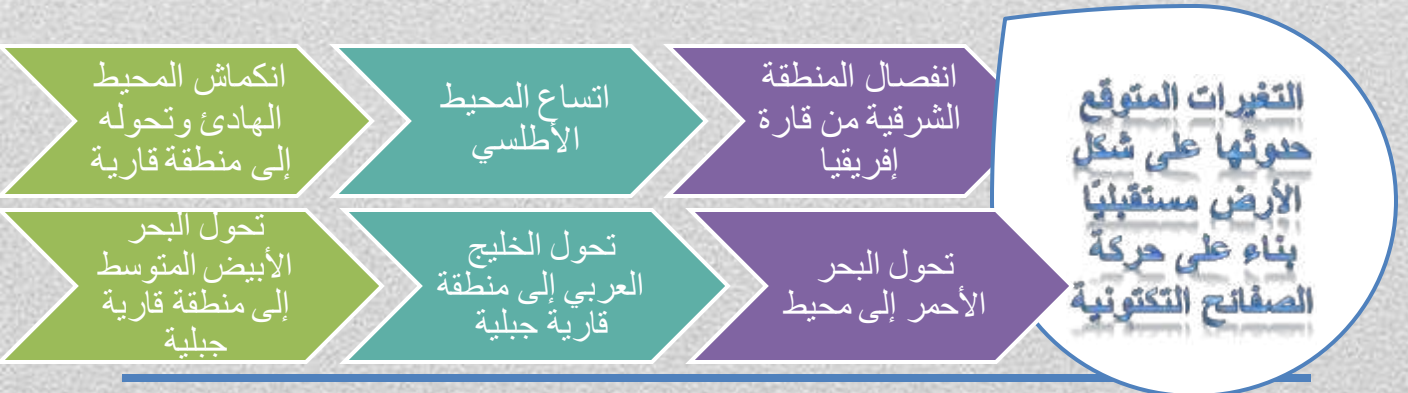 التغيرات المتوقع
حدوثها على شكل
الأرض مستقبليًا
بناء على حركة
الصفائح التكتونية
انفصال المنطقة
الشرقية من قارة
إفريقيا
اتساع المحيط
الأطلسي
انكماش المحيط
الهادئ وتحوله
إلى منطقة قارية
تحول البحر
الأحمر إلى محيط
تحول الخليج
العربي إلى منطقة
قارية جبلية
تحول البحر
الأبيض المتوسط
إلى منطقة قارية
جبلية